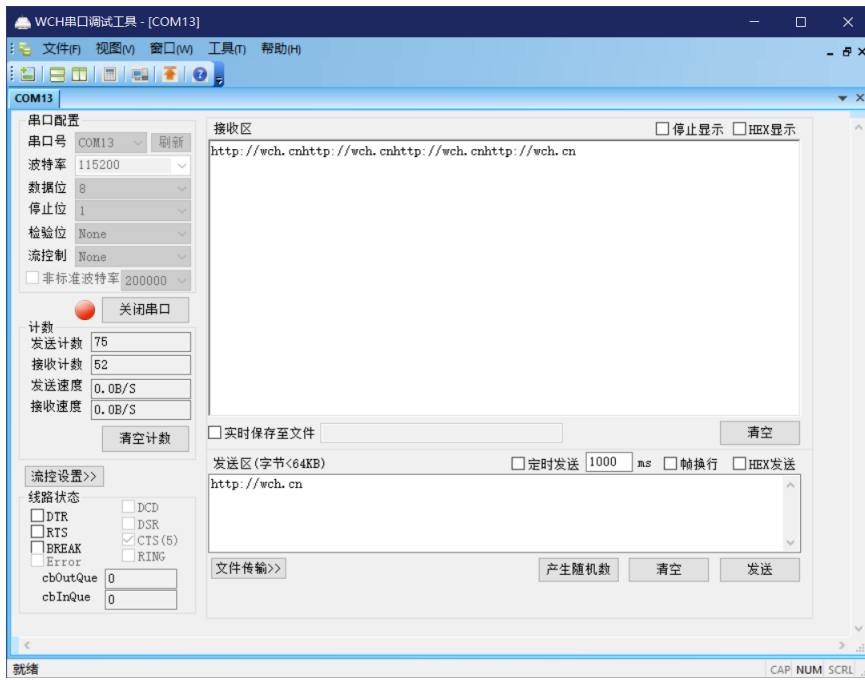 WCH串口调试工具 - [COM13]
文件(F) 视图(V) 窗口(W) 工具(T) 帮助(H)
COM13
串口配置
串口号 COM13 刷新
波特率 115200
数据位 8
停止位 1
检验位 None
流控制 None
非标准波特率 200000
关闭串口
计数
发送计数 75
接收计数 52
发送速度 0.0B/S
接收速度 0.0B/S
清空计数
流控设置>>
线路状态
DTR DCD
RTS DSR
BREAK CTS(5)
Error RING
cbOutQue 0
cbInQue 0
接收区 停止显示 HEX显示
http://wch.cnhttp://wch.cnhttp://wch.cnhttp://wch.cn
实时保存至文件 清空
发送区(字节<64KB) 定时发送 1000 ms 帧换行 HEX发送
http://wch.cn
文件传输>> 产生随机数 清空 发送
就绪 CAP NUM SCRL